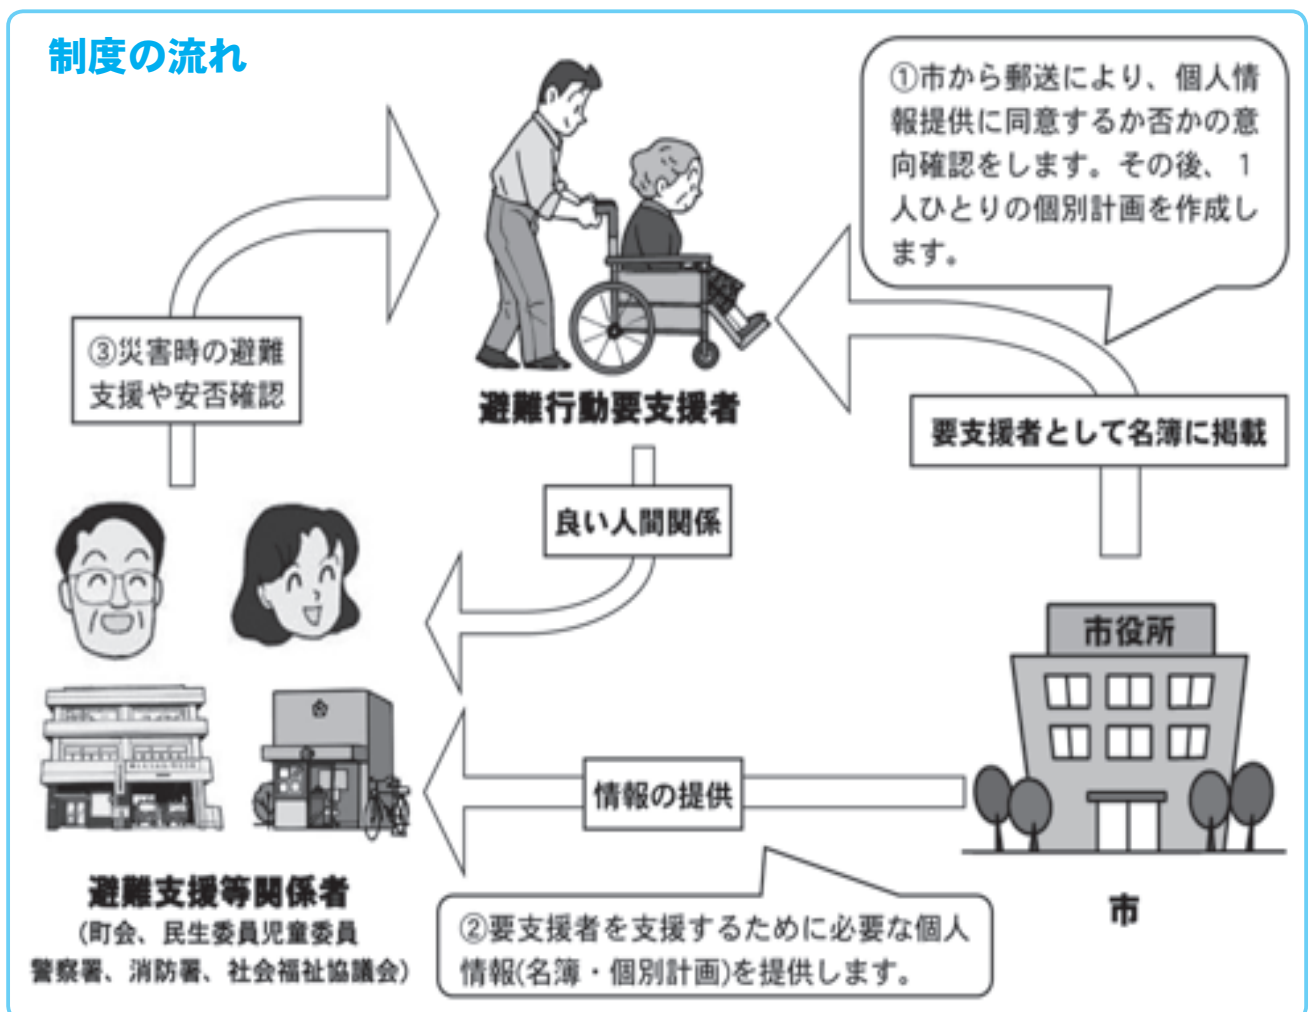 制度の流れ
①市から郵送により、個人情
報提供に同意するか否かの意
向確認をします。その後、1
人ひとりの個別計画を作成し
ます。
③災害時の避難
支援や安否確認
避難行動要支援者
要支援者として名簿に掲載
良い人間関係
市役所
情報の提供
避難支援等関係者
(町会、民生委員児童委員
警察署、消防署、社会福祉協議会)
市
②要支援者を支援するために必要な個人
情報(名簿・個別計画)を提供します。